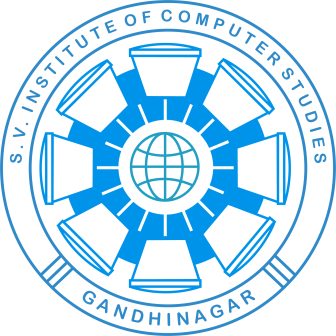 S. V. INSTITUTE OF COMPUTER STUDIES
GANDHINAGAR